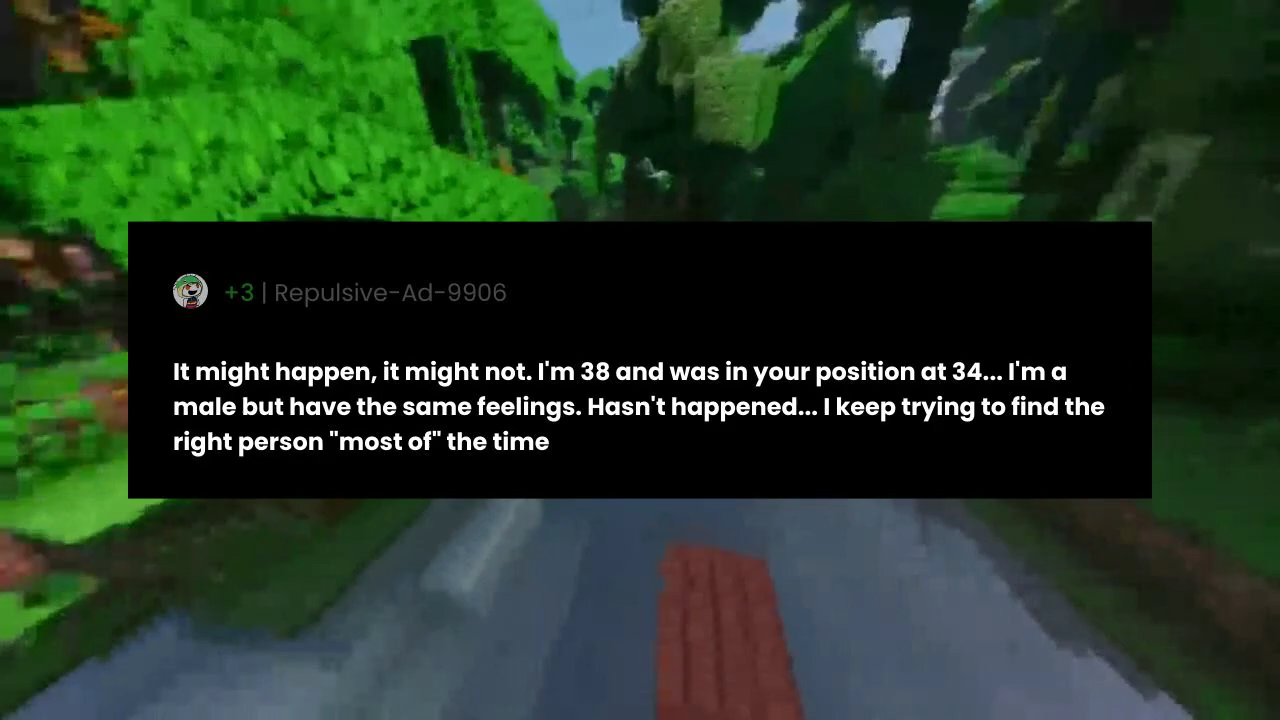 +3 | Repulsive-Ad-9906
It might happen, it might not. I'm 38 and was in your position at 34... I'm a
male but have the same feelings. Hasn't happened... I keep trying to find the
right person "most of" the time